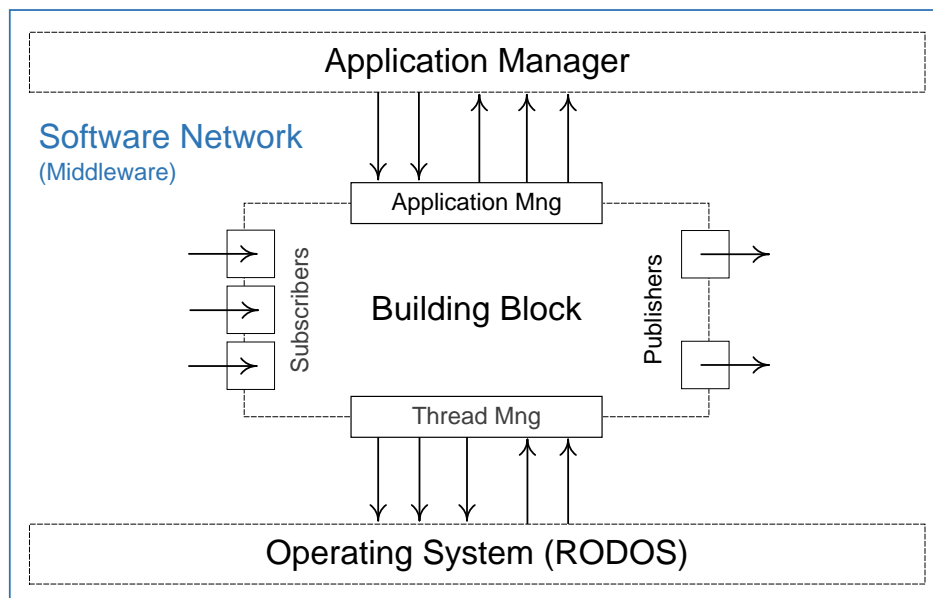 Application Manager
Software Network
(Middleware)
Application Mng
Subscribers
Building Block
Publishers
Thread Mng
Operating System (RODOS)